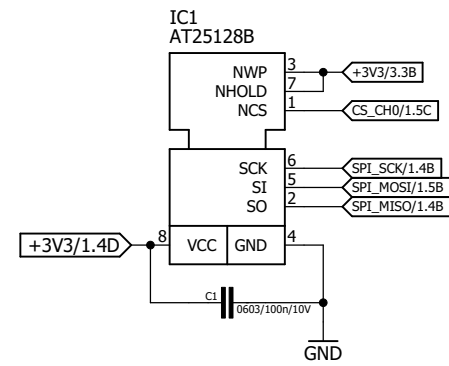 IC1
AT25128B
NWP 3 +3V3/3.3B
NHOLD 7
NCS 1 CS_CH0/1.5C
SCK 6 SPI_SCK/1.4B
SI 5 SPI_MOSI/1.5B
SO 2 SPI_MISO/1.4B
+3V3/1.4D 8 VCC GND 4
C1 0603/100n/10V
GND